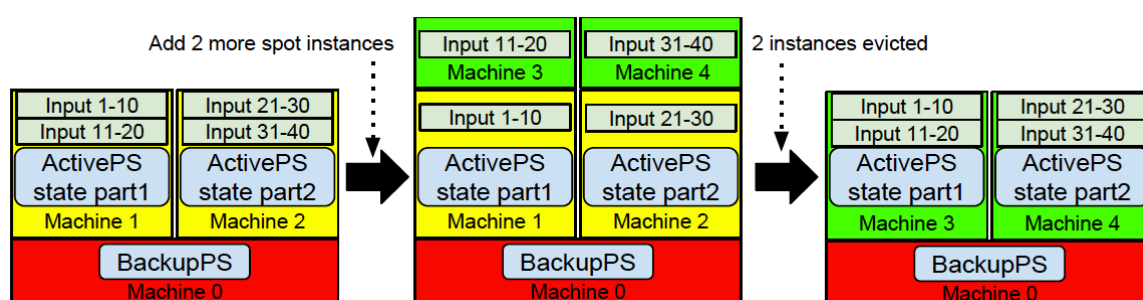 Add 2 more spot instances
2 instances evicted
Input 1-10
Input 11-20
ActivePS
state part1
Machine 1
Input 21-30
Input 31-40
ActivePS
state part2
Machine 2
BackupPS
Machine 0
Input 11-20
Machine 3
Input 31-40
Machine 4
Input 1-10
ActivePS
state part1
Machine 1
Input 21-30
ActivePS
state part2
Machine 2
BackupPS
Machine 0
Input 1-10
Input 11-20
ActivePS
state part1
Machine 3
Input 21-30
Input 31-40
ActivePS
state part2
Machine 4
BackupPS
Machine 0